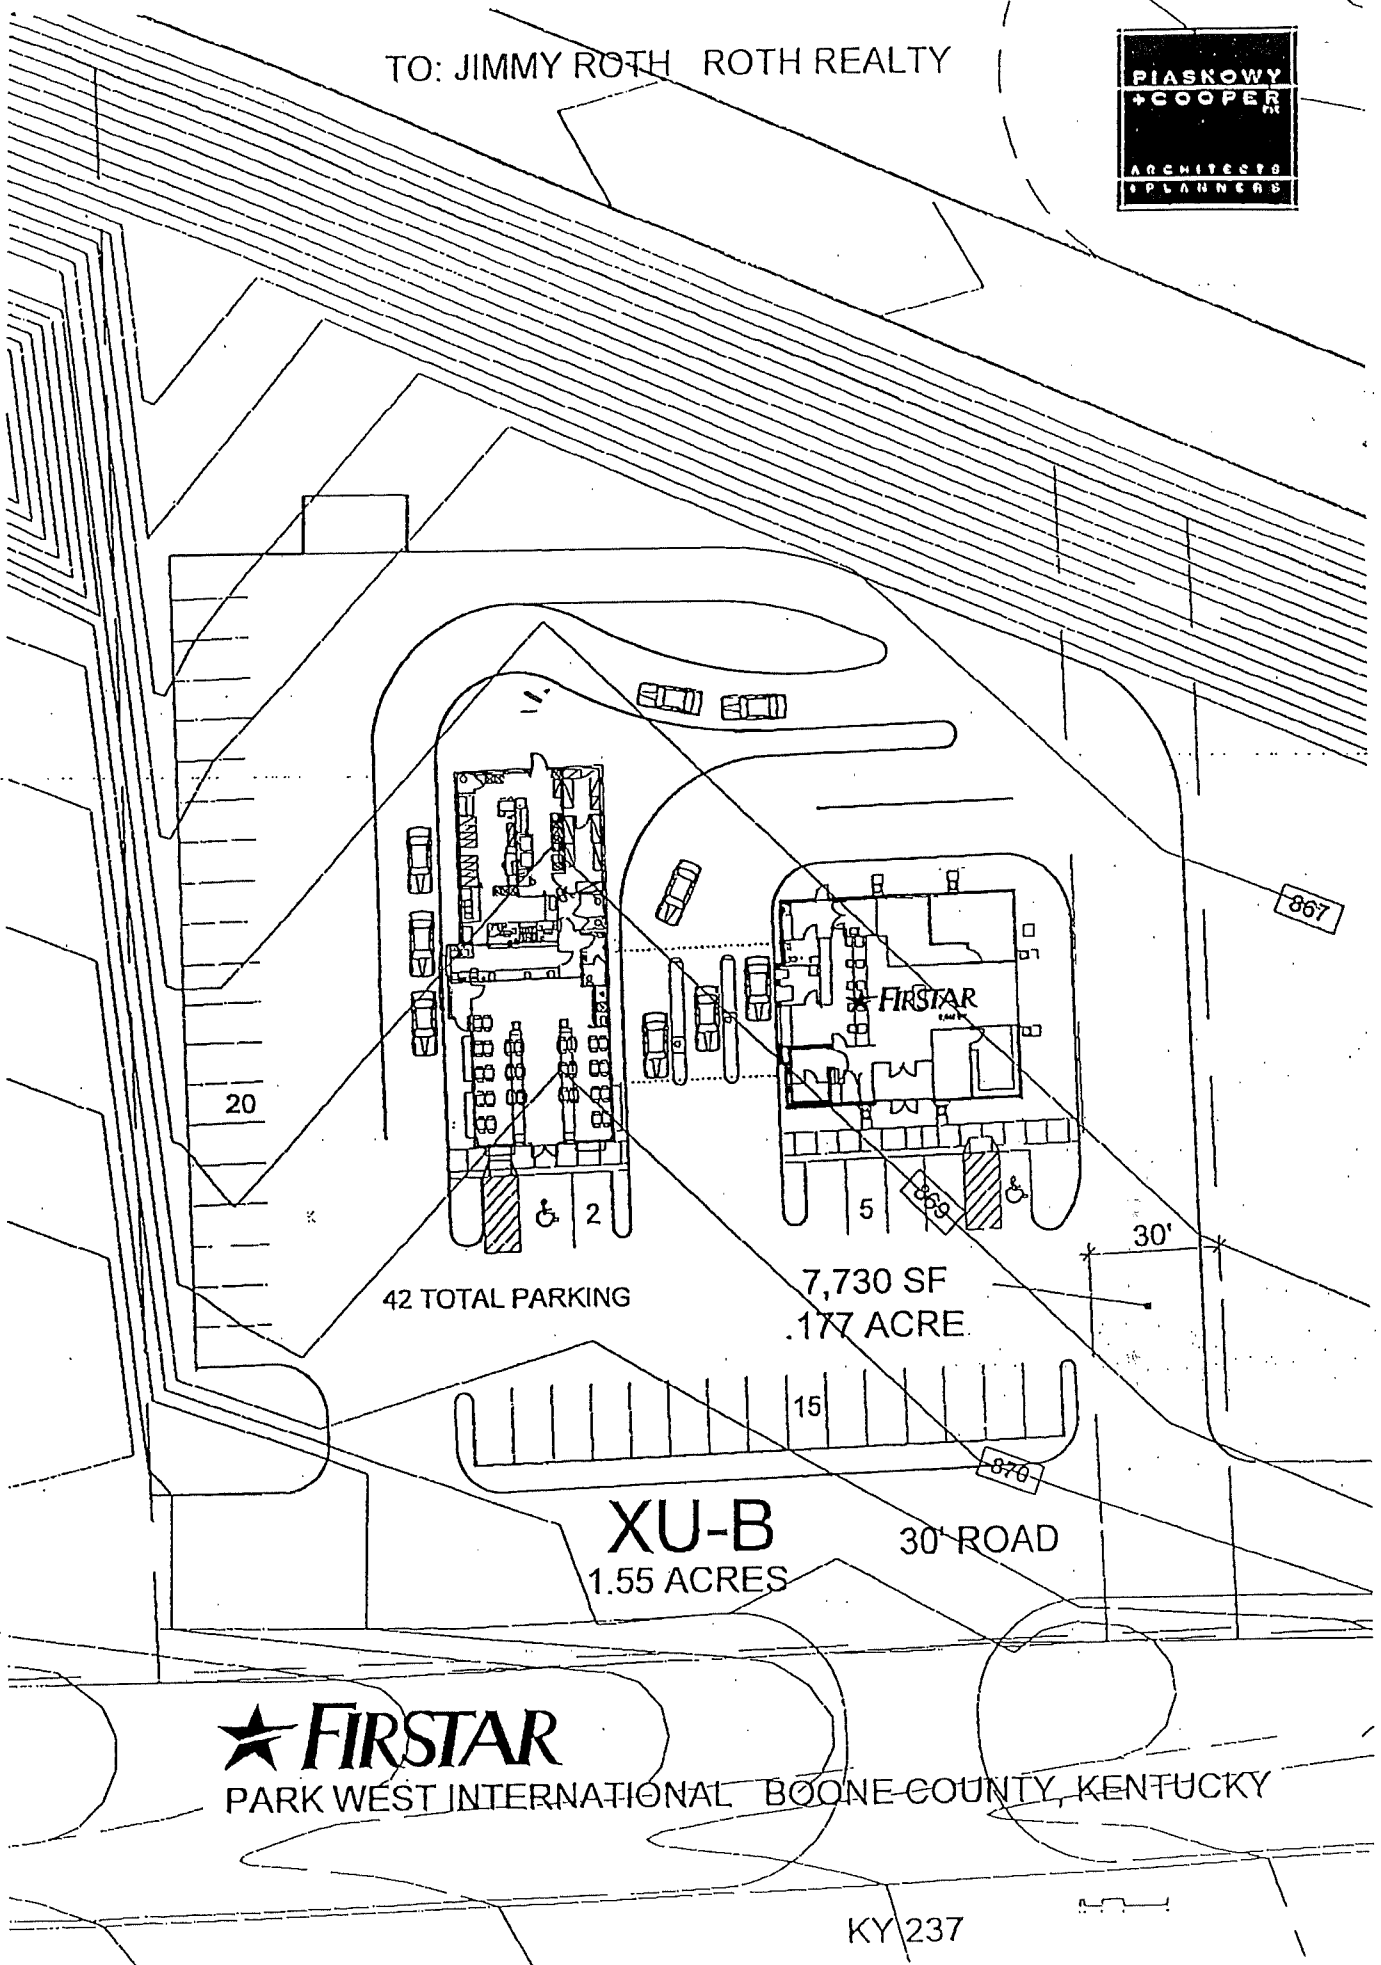 TO: JIMMY ROTH ROTH REALTY
PIASKOWY
+COOPER
ARCHITECTS
+PLANNERS
867
FIRSTAR
20
2
5
869
30'
42 TOTAL PARKING
7,730 SF
.177 ACRE
15
870
XU-B
30' ROAD
1.55 ACRES
FIRSTAR
PARK WEST INTERNATIONAL BOONE COUNTY, KENTUCKY
KY 237